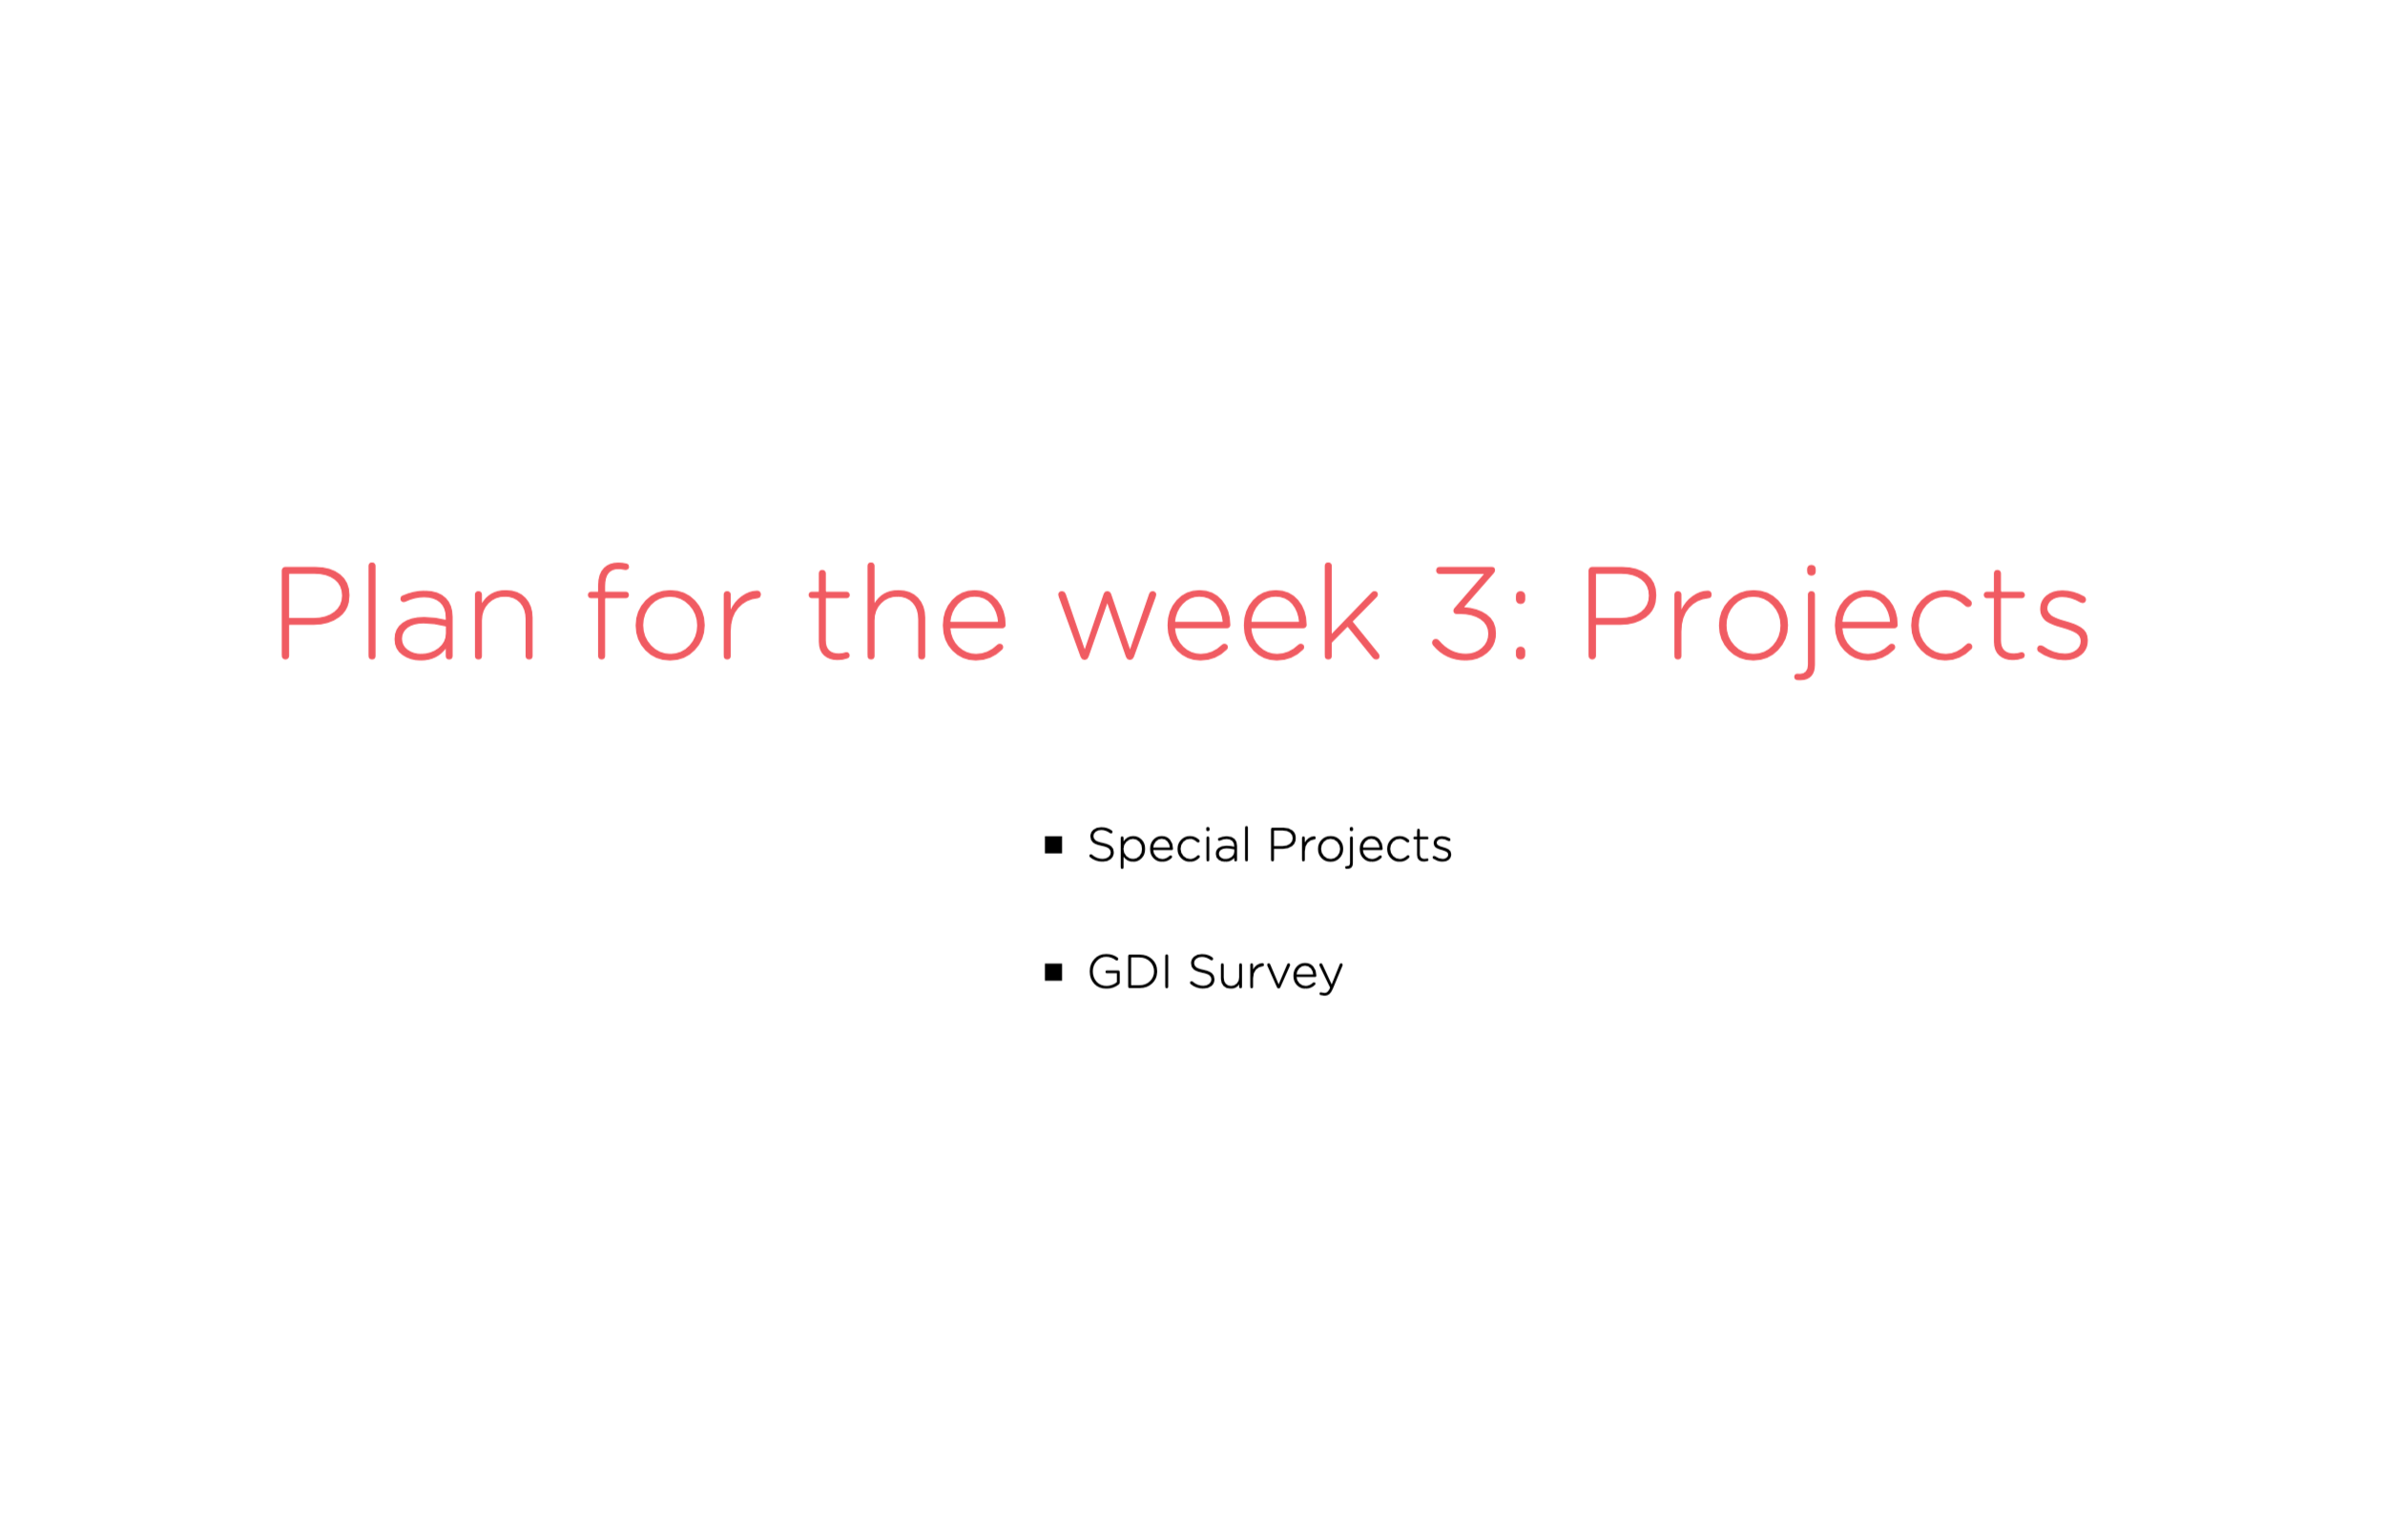 Plan for the week 3: Projects
▪ Special Projects
▪ GDI Survey